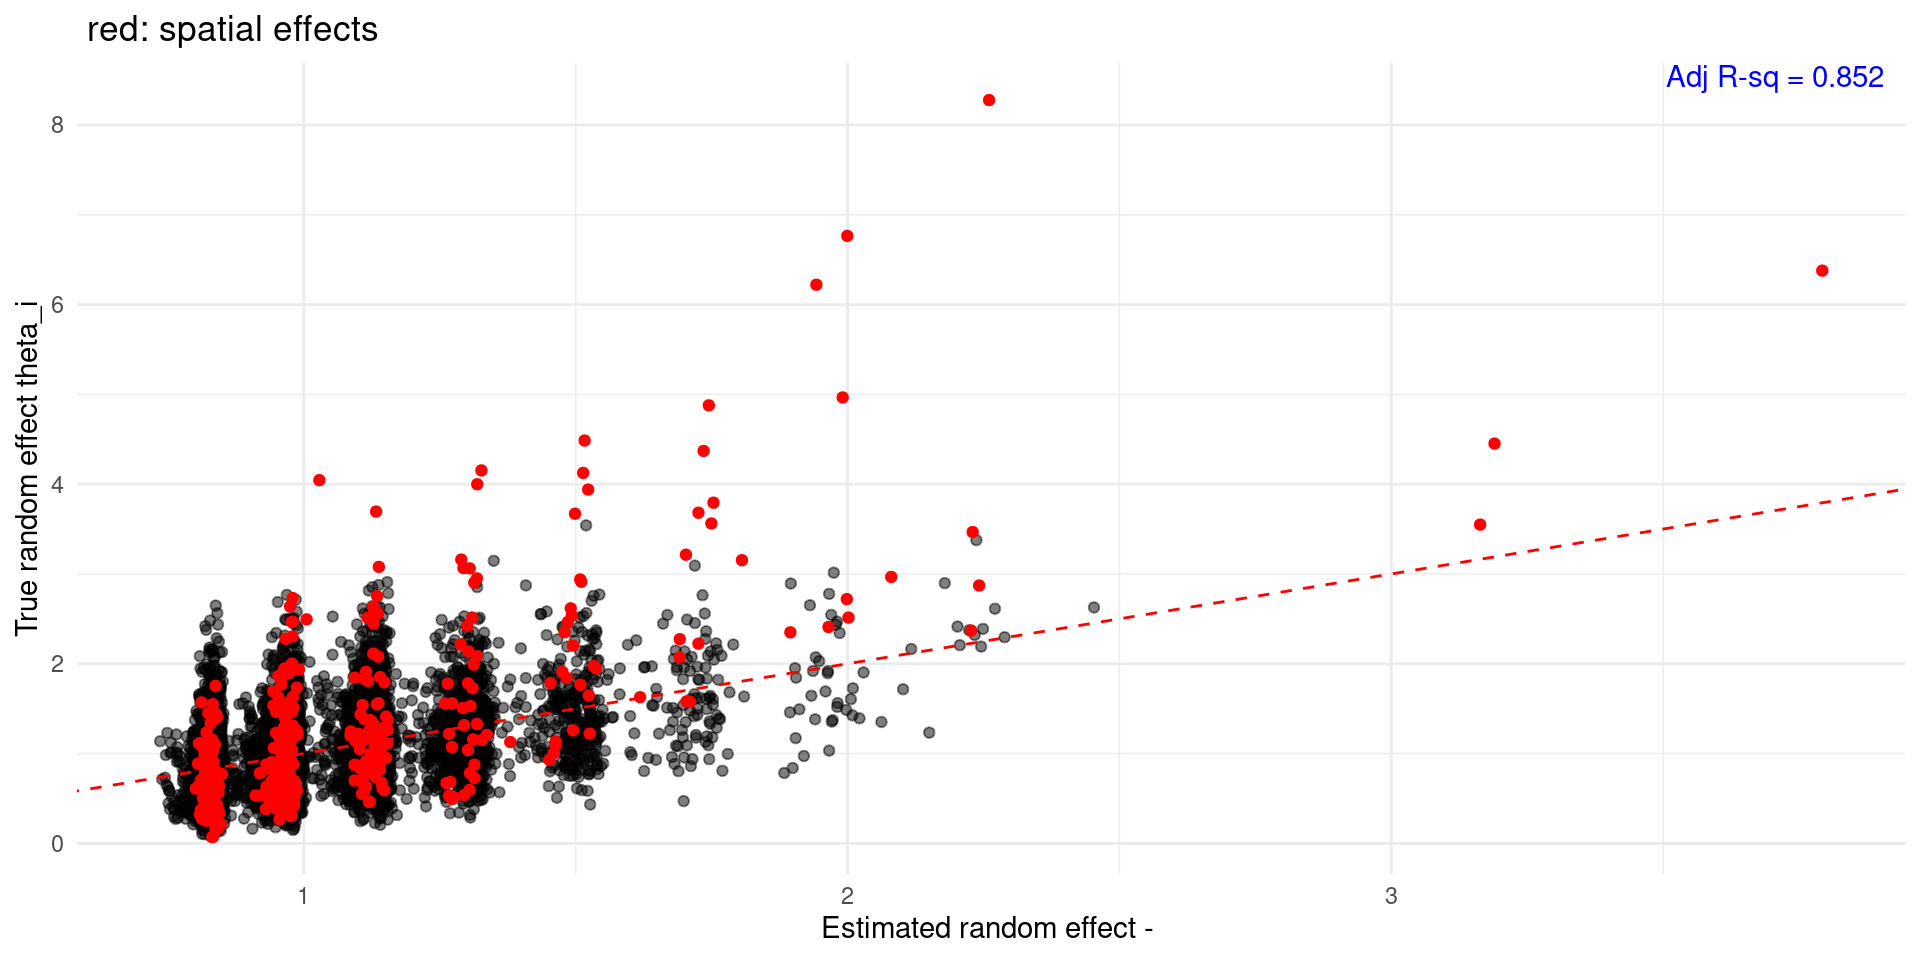 red: spatial effects
Adj R-sq = 0.852
True random effect theta_i
8
6
4
2
0
1
2
3
Estimated random effect -